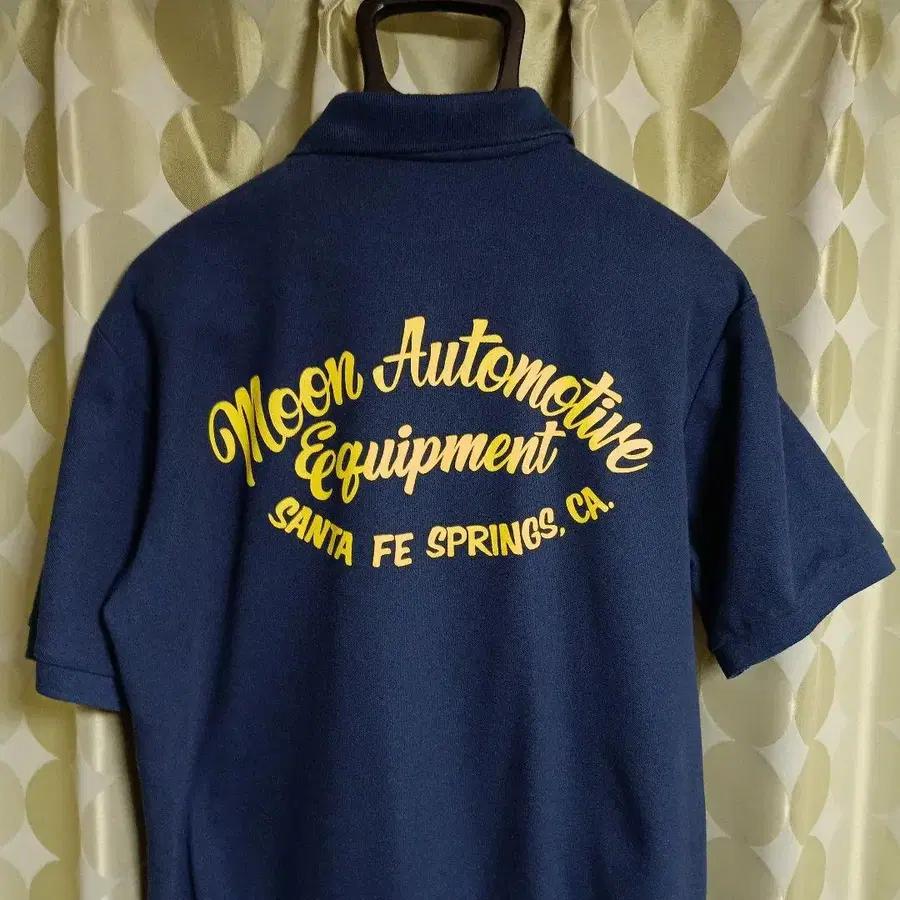 Moon Automotive
Equipment
SANTA FE SPRINGS, CA.